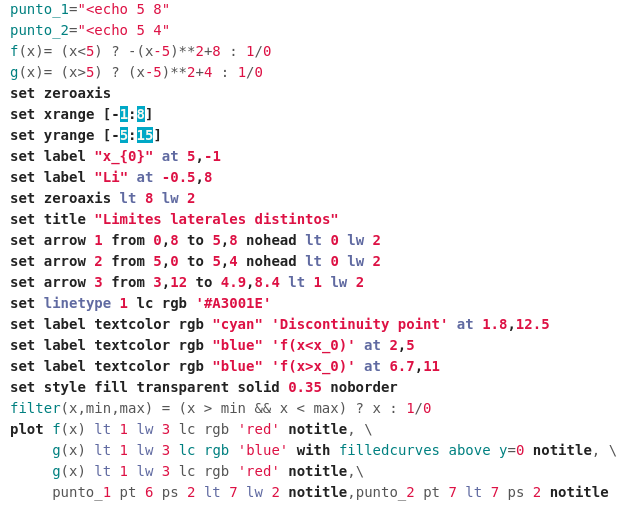 punto_1="<echo 5 8"
punto_2="<echo 5 4"
f(x)= (x<5) ? -(x-5)**2+8 : 1/0
g(x)= (x>5) ? (x-5)**2+4 : 1/0
set zeroaxis
set xrange [-1:8]
set yrange [-5:15]
set label "x_{0}" at 5,-1
set label "Li" at -0.5,8
set zeroaxis lt 8 lw 2
set title "Limites laterales distintos"
set arrow 1 from 0,8 to 5,8 nohead lt 0 lw 2
set arrow 2 from 5,0 to 5,4 nohead lt 0 lw 2
set arrow 3 from 3,12 to 4.9,8.4 lt 1 lw 2
set linetype 1 lc rgb '#A3001E'
set label textcolor rgb "cyan" 'Discontinuity point' at 1.8,12.5
set label textcolor rgb "blue" 'f(x<x_0)' at 2,5
set label textcolor rgb "blue" 'f(x>x_0)' at 6.7,11
set style fill transparent solid 0.35 noborder
filter(x,min,max) = (x > min && x < max) ? x : 1/0
plot f(x) lt 1 lw 3 lc rgb 'red' notitle, \
g(x) lt 1 lw 3 lc rgb 'blue' with filledcurves above y=0 notitle, \
g(x) lt 1 lw 3 lc rgb 'red' notitle,\
punto_1 pt 6 ps 2 lt 7 lw 2 notitle,punto_2 pt 7 lt 7 ps 2 notitle